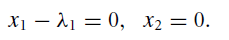 x₁ − λ₁ = 0, x₂ = 0.